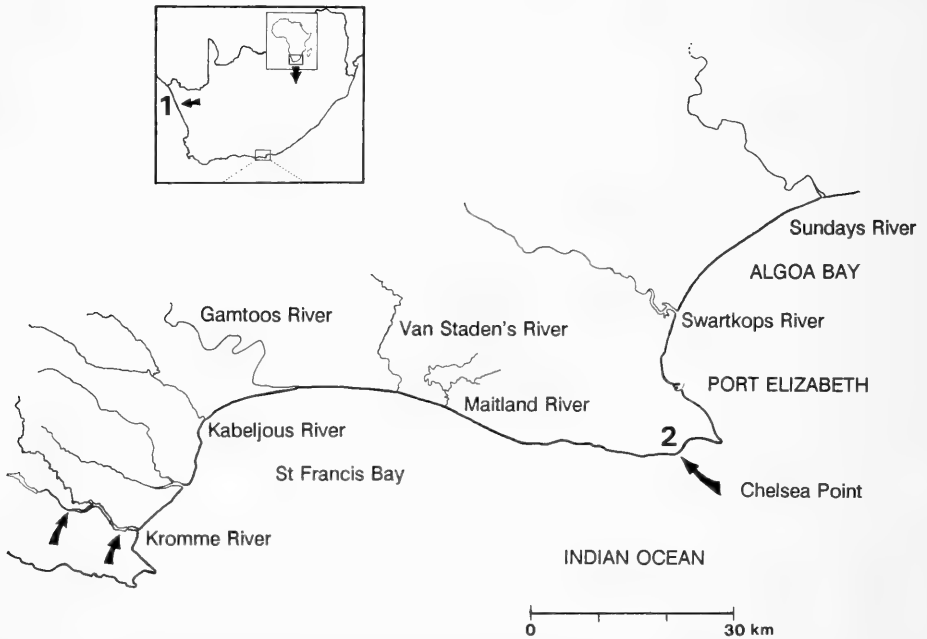 1
Sundays River
ALGOA BAY
Gamtoos River
Van Staden's River
Swartkops River
PORT ELIZABETH
Maitland River
Kabeljous River
2
St Francis Bay
Chelsea Point
Kromme River
INDIAN OCEAN
0 30 km